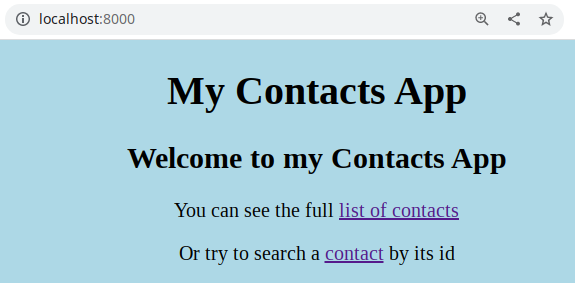 localhost:8000
My Contacts App
Welcome to my Contacts App
You can see the full list of contacts
Or try to search a contact by its id